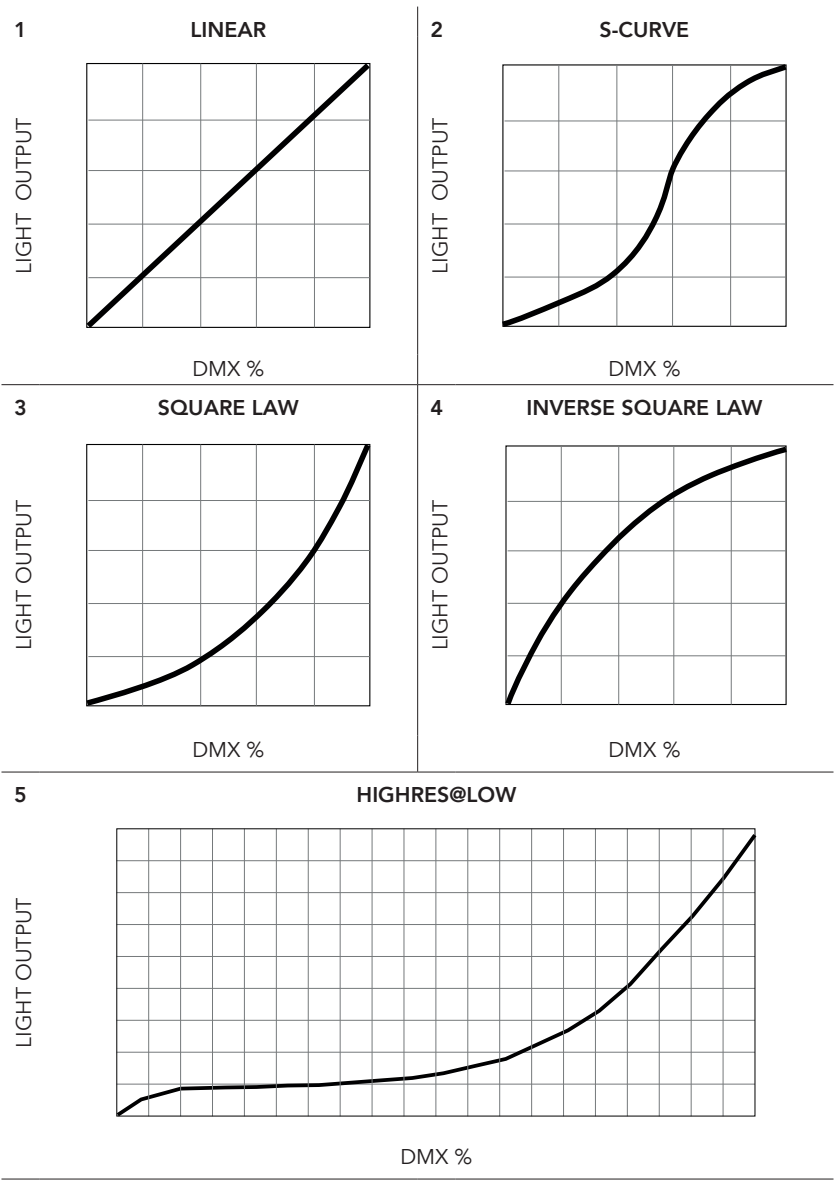 1 LINEAR
LIGHT OUTPUT
DMX %
2 S-CURVE
LIGHT OUTPUT
DMX %
3 SQUARE LAW
LIGHT OUTPUT
DMX %
4 INVERSE SQUARE LAW
LIGHT OUTPUT
DMX %
5 HIGHRES@LOW
LIGHT OUTPUT
DMX %